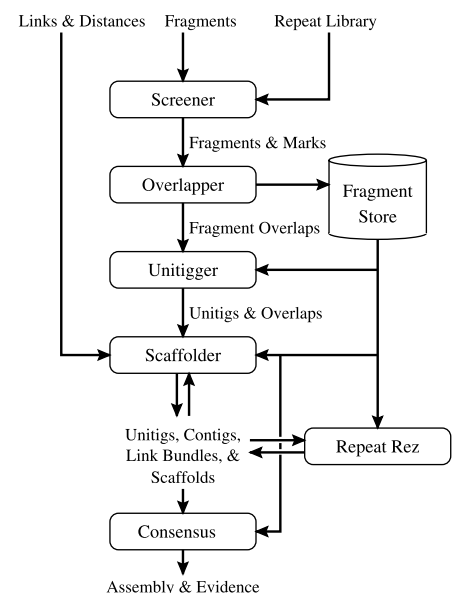 Links & Distances
Fragments
Repeat Library
Screener
Fragments & Marks
Overlapper
Fragment
Store
Fragment Overlaps
Unitigger
Unitigs & Overlaps
Scaffolder
Unitigs, Contigs,
Link Bundles, &
Scaffolds
Repeat Rez
Consensus
Assembly & Evidence